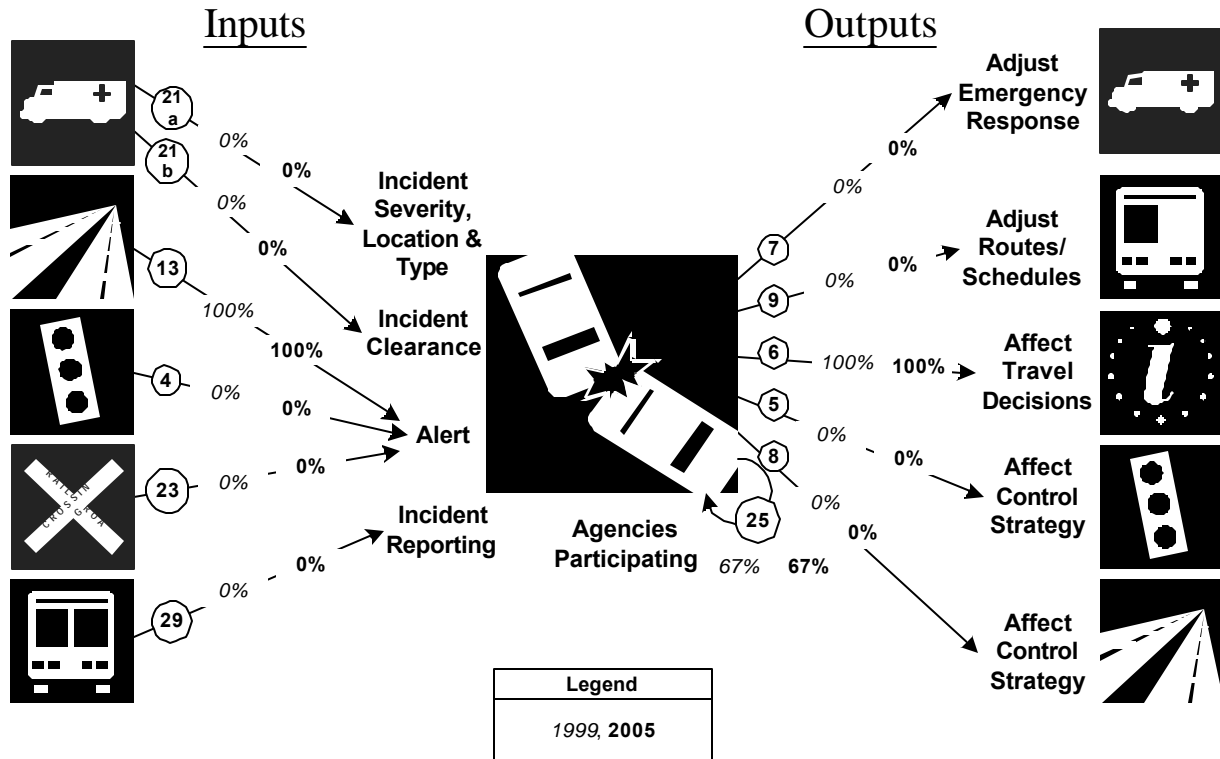 Inputs
Outputs
21
a
0%
0%
Incident
Severity,
Location &
Type
21
b
0%
0%
Incident
Clearance
13
100%
100%
4
0%
0%
Alert
23
0%
0%
RAILROAD
CROSSING
29
0%
0%
Incident
Reporting
Agencies
Participating
25
67%
67%
7
0%
0%
Adjust
Emergency
Response
9
0%
0%
Adjust
Routes/
Schedules
6
100%
100%
Affect
Travel
Decisions
i
5
0%
0%
Affect
Control
Strategy
8
0%
0%
Affect
Control
Strategy
Legend
1999, 2005